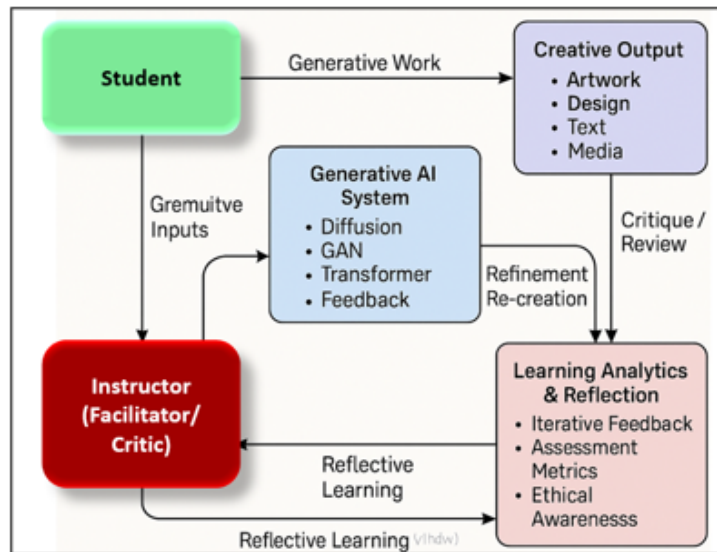 Student
Generative Work
Creative Output
• Artwork
• Design
• Text
• Media
Gremuitve
Inputs
Generative AI
System
• Diffusion
• GAN
• Transformer
• Feedback
Critique /
Review
Refinement
Re-creation
Instructor
(Facilitator/
Critic)
Learning Analytics
& Reflection
• Iterative Feedback
• Assessment
Metrics
• Ethical
Awarenesss
Reflective
Learning
Reflective Learning